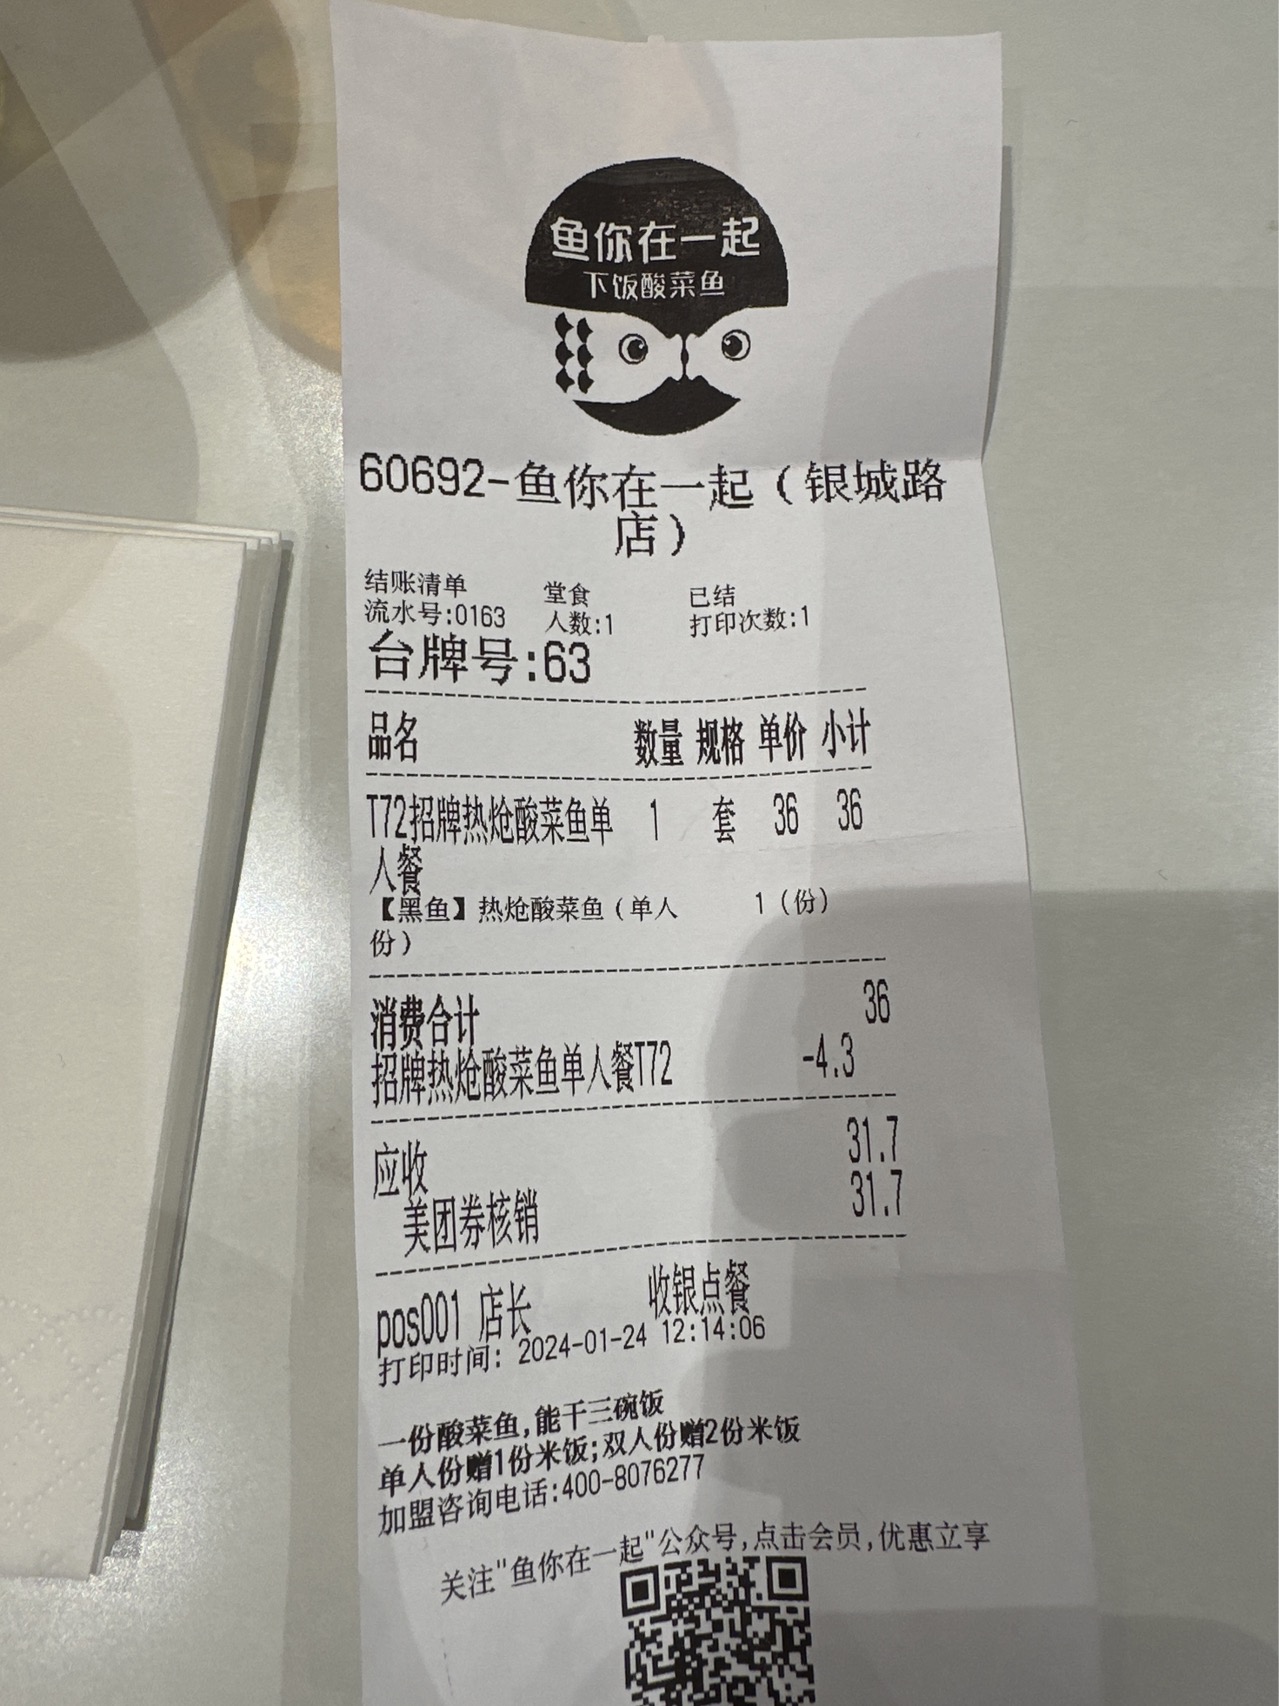 鱼你在一起
下饭酸菜鱼
60692-鱼你在一起（银城路
店）
结账清单 堂食 已结
流水号:0163 人数:1 打印次数:1
台牌号:63
品名 数量 规格 单价 小计
T72招牌热炝酸菜鱼单 1 套 36 36
人餐
【黑鱼】热炝酸菜鱼（单人 1（份）
份）
消费合计 36
招牌热炝酸菜鱼单人餐T72 -4.3
应收 31.7
美团券核销 31.7
pos001 店长 收银点餐
打印时间: 2024-01-24 12:14:06
一份酸菜鱼,能干三碗饭
单人份赠1份米饭;双人份赠2份米饭
加盟咨询电话:400-8076277
关注"鱼你在一起"公众号,点击会员,优惠立享